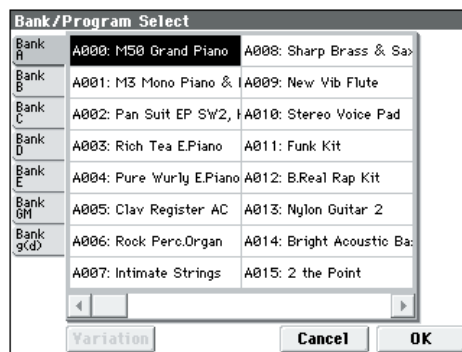 Bank/Program Select
Bank A
Bank B
Bank C
Bank D
Bank E
Bank GM
Bank g(d)
A000: M50 Grand Piano
A001: M3 Mono Piano &
A002: Pan Suit EP SW2,
A003: Rich Tea E.Piano
A004: Pure Wurly E.Piano
A005: Clav Register AC
A006: Rock Perc.Organ
A007: Intimate Strings
A008: Sharp Brass & Sax
A009: New Vib Flute
A010: Stereo Voice Pad
A011: Funk Kit
A012: B.Real Rap Kit
A013: Nylon Guitar 2
A014: Bright Acoustic
A015: 2 the Point
Variation
Cancel
OK